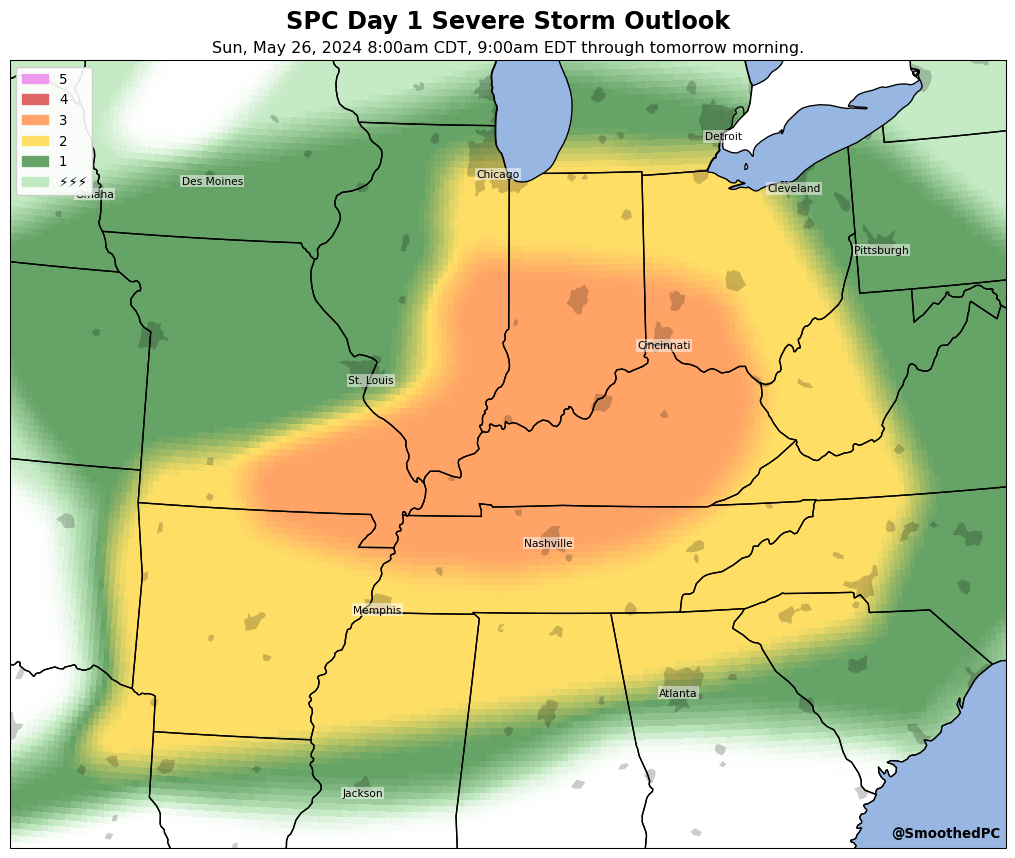 SPC Day 1 Severe Storm Outlook
Sun, May 26, 2024 8:00am CDT, 9:00am EDT through tomorrow morning.
5
4
3
2
1
⚡⚡⚡
Omaha
Des Moines
Chicago
Detroit
Cleveland
Pittsburgh
Cincinnati
St. Louis
Nashville
Memphis
Atlanta
Jackson
@SmoothedPC